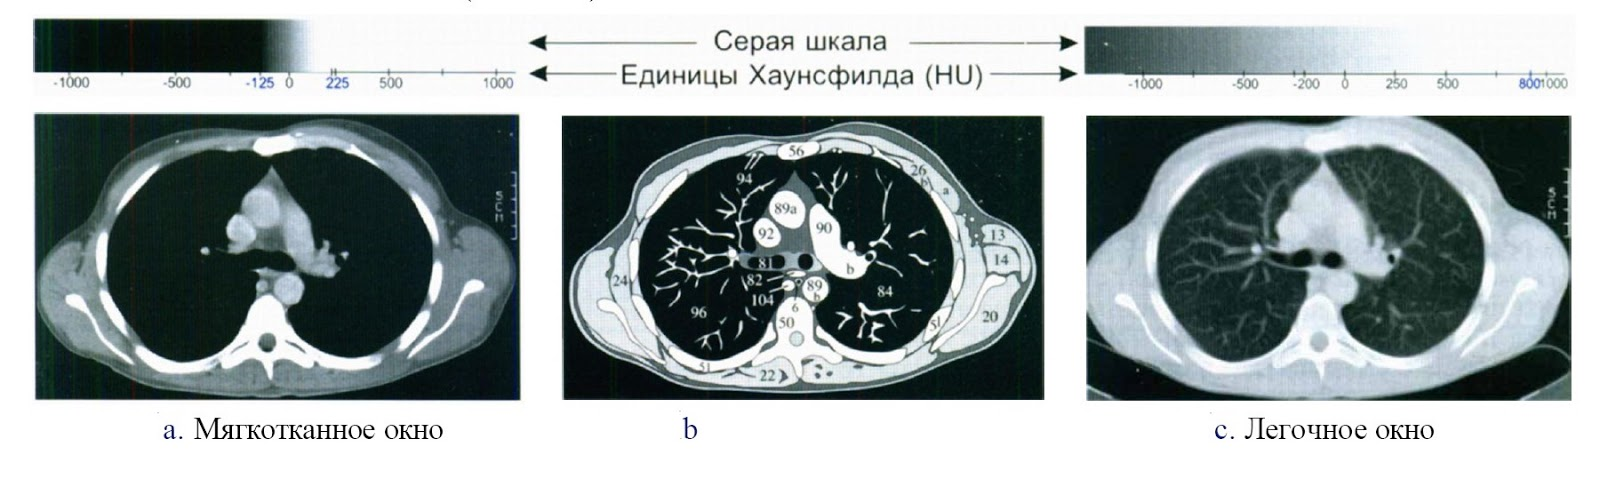 Серая шкала
Единицы Хаунсфилда (HU)
-1000 -500 -125 0 225 500 1000
-1000 -500 -200 0 250 500 800 1000
5CM
56
94
26
b
a
89a
92
90
13
14
81
b
24
82
89
b
104
84
6
96
50
51
20
51
22
5CM
a. Мягкотканное окно
b
c. Легочное окно